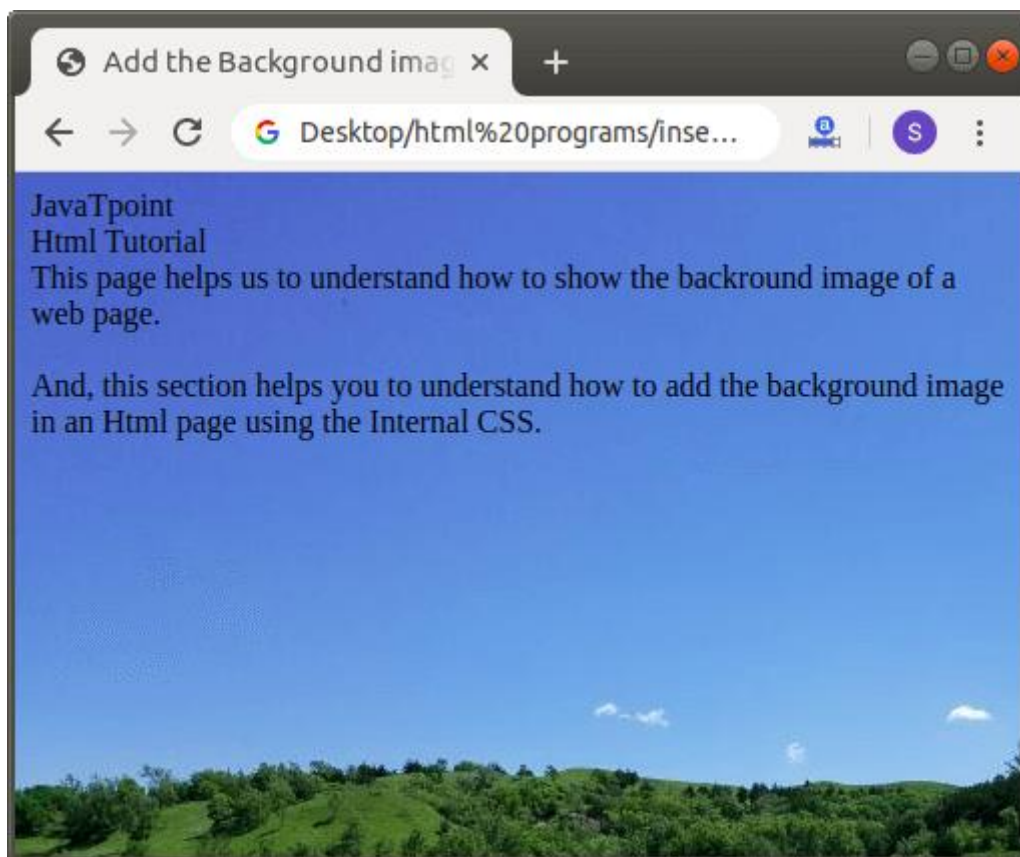 Add the Background imag
Desktop/html%20programs/inse...
a
S
JavaTpoint
Html Tutorial
This page helps us to understand how to show the backround image of a
web page.
And, this section helps you to understand how to add the background image
in an Html page using the Internal CSS.